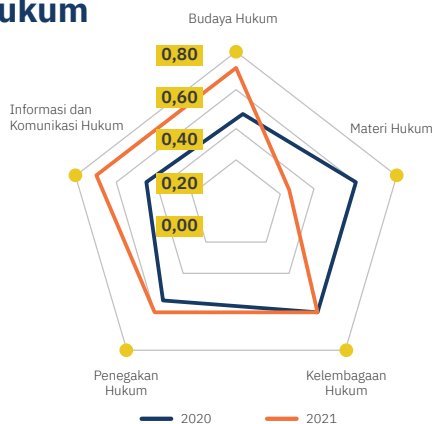 ukum
Budaya Hukum
0,80
0,60
0,40
0,20
0,00
Informasi dan
Komunikasi Hukum
Materi Hukum
Penegakan
Hukum
Kelembagaan
Hukum
2020
2021